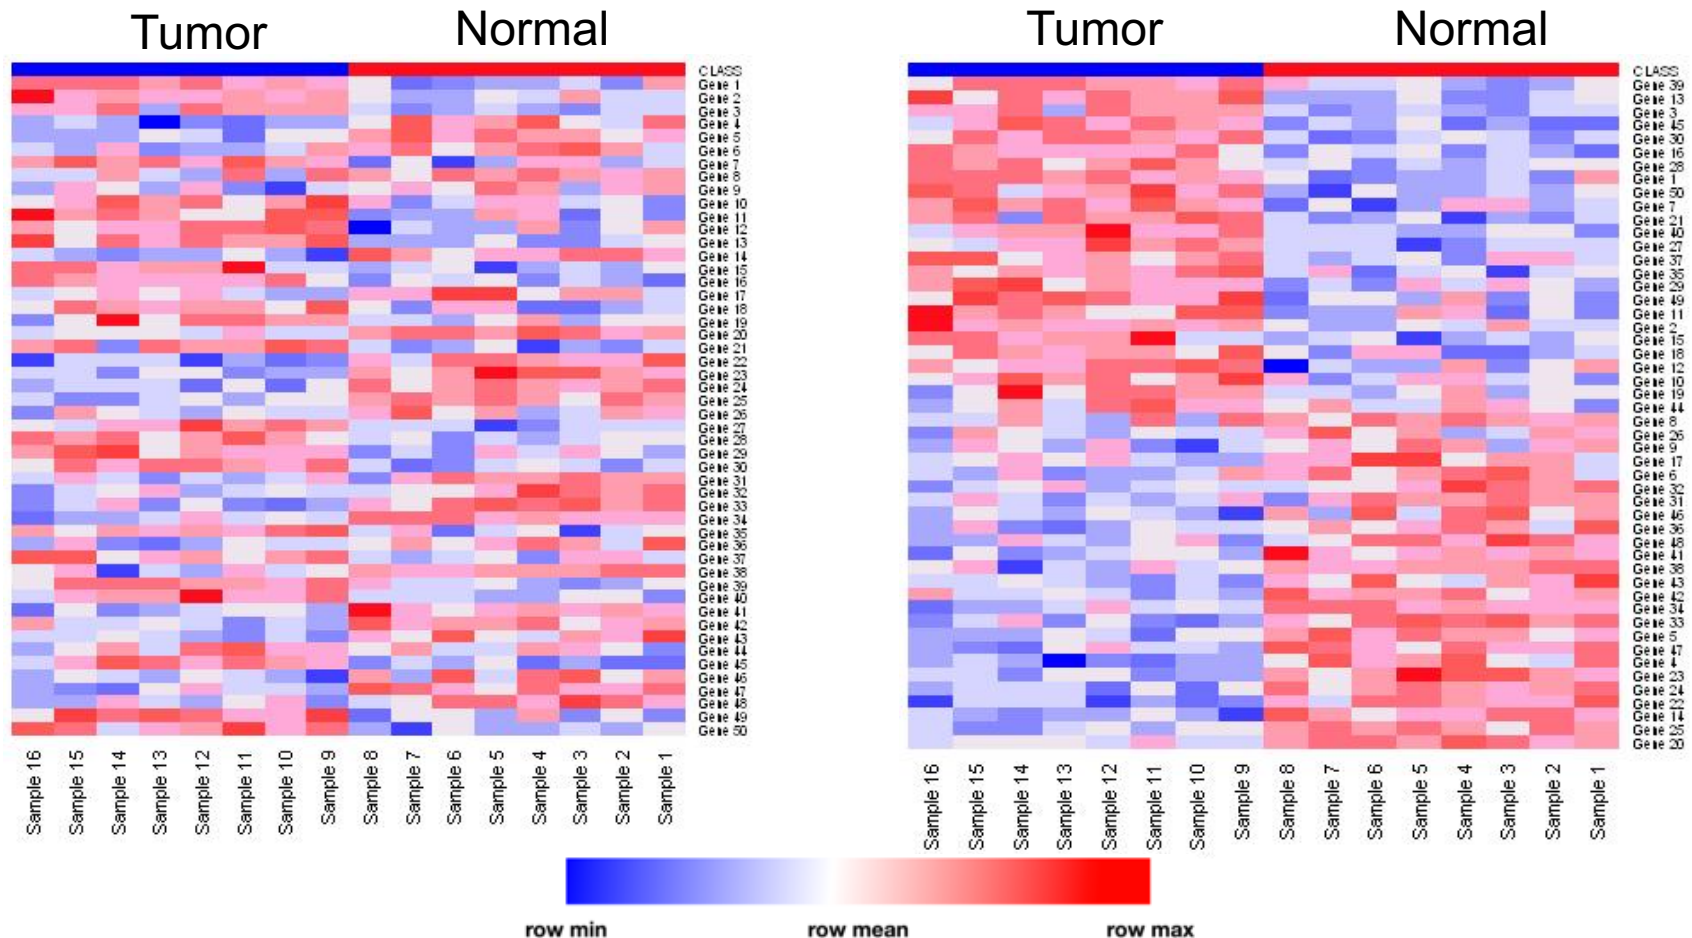 Tumor Normal
CLASS
Gene 1
Gene 2
Gene 3
Gene 4
Gene 5
Gene 6
Gene 7
Gene 8
Gene 9
Gene 10
Gene 11
Gene 12
Gene 13
Gene 14
Gene 15
Gene 16
Gene 17
Gene 18
Gene 19
Gene 20
Gene 21
Gene 22
Gene 23
Gene 24
Gene 25
Gene 26
Gene 27
Gene 28
Gene 29
Gene 30
Gene 31
Gene 32
Gene 33
Gene 34
Gene 35
Gene 36
Gene 37
Gene 38
Gene 39
Gene 40
Gene 41
Gene 42
Gene 43
Gene 44
Gene 45
Gene 46
Gene 47
Gene 48
Gene 49
Gene 50
Sample 16
Sample 15
Sample 14
Sample 13
Sample 12
Sample 11
Sample 10
Sample 9
Sample 8
Sample 7
Sample 6
Sample 5
Sample 4
Sample 3
Sample 2
Sample 1
Tumor Normal
CLASS
Gene 39
Gene 13
Gene 3
Gene 45
Gene 30
Gene 16
Gene 28
Gene 1
Gene 50
Gene 7
Gene 21
Gene 40
Gene 27
Gene 37
Gene 35
Gene 29
Gene 49
Gene 11
Gene 2
Gene 15
Gene 18
Gene 12
Gene 10
Gene 19
Gene 44
Gene 8
Gene 26
Gene 9
Gene 17
Gene 6
Gene 32
Gene 31
Gene 46
Gene 36
Gene 48
Gene 41
Gene 38
Gene 43
Gene 42
Gene 34
Gene 33
Gene 5
Gene 47
Gene 4
Gene 23
Gene 24
Gene 22
Gene 14
Gene 25
Gene 20
Sample 16
Sample 15
Sample 14
Sample 13
Sample 12
Sample 11
Sample 10
Sample 9
Sample 8
Sample 7
Sample 6
Sample 5
Sample 4
Sample 3
Sample 2
Sample 1
row min row mean row max